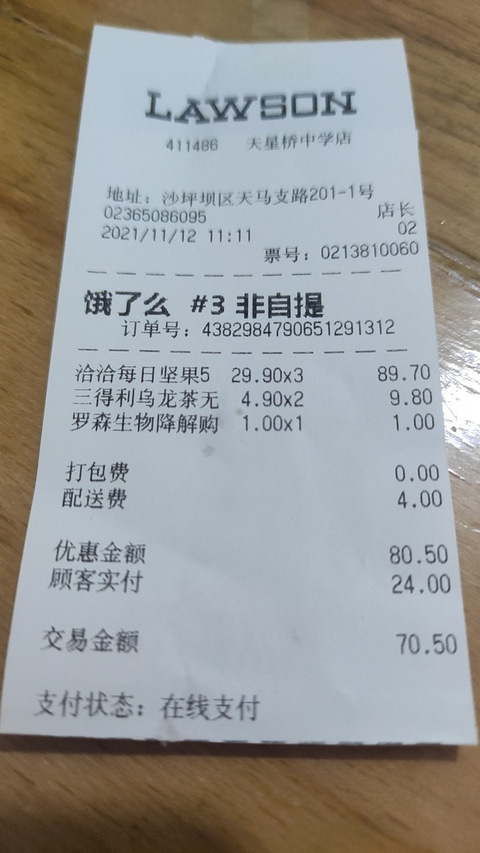 LAWSON
411486 天星桥中学店
地址：沙坪坝区天马支路201-1号
02365086095 店长
2021/11/12 11:11 02
票号：0213810060
饿了么 #3 非自提
订单号：4382984790651291312
洽洽每日坚果5 29.90x3 89.70
三得利乌龙茶无 4.90x2 9.80
罗森生物降解购 1.00x1 1.00
打包费 0.00
配送费 4.00
优惠金额 80.50
顾客实付 24.00
交易金额 70.50
支付状态：在线支付